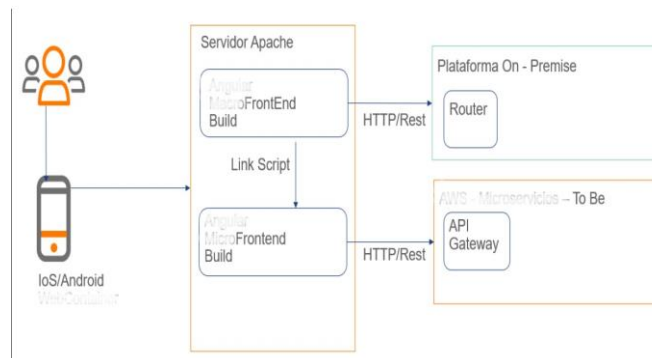 Servidor Apache
Angular
MacroFrontEnd
Build
HTTP/Rest
Plataforma On - Premise
Router
Link Script
Angular
MicroFrontend
Build
HTTP/Rest
AWS - Microservicios – To Be
API
Gateway
IoS/Android
WebContainer